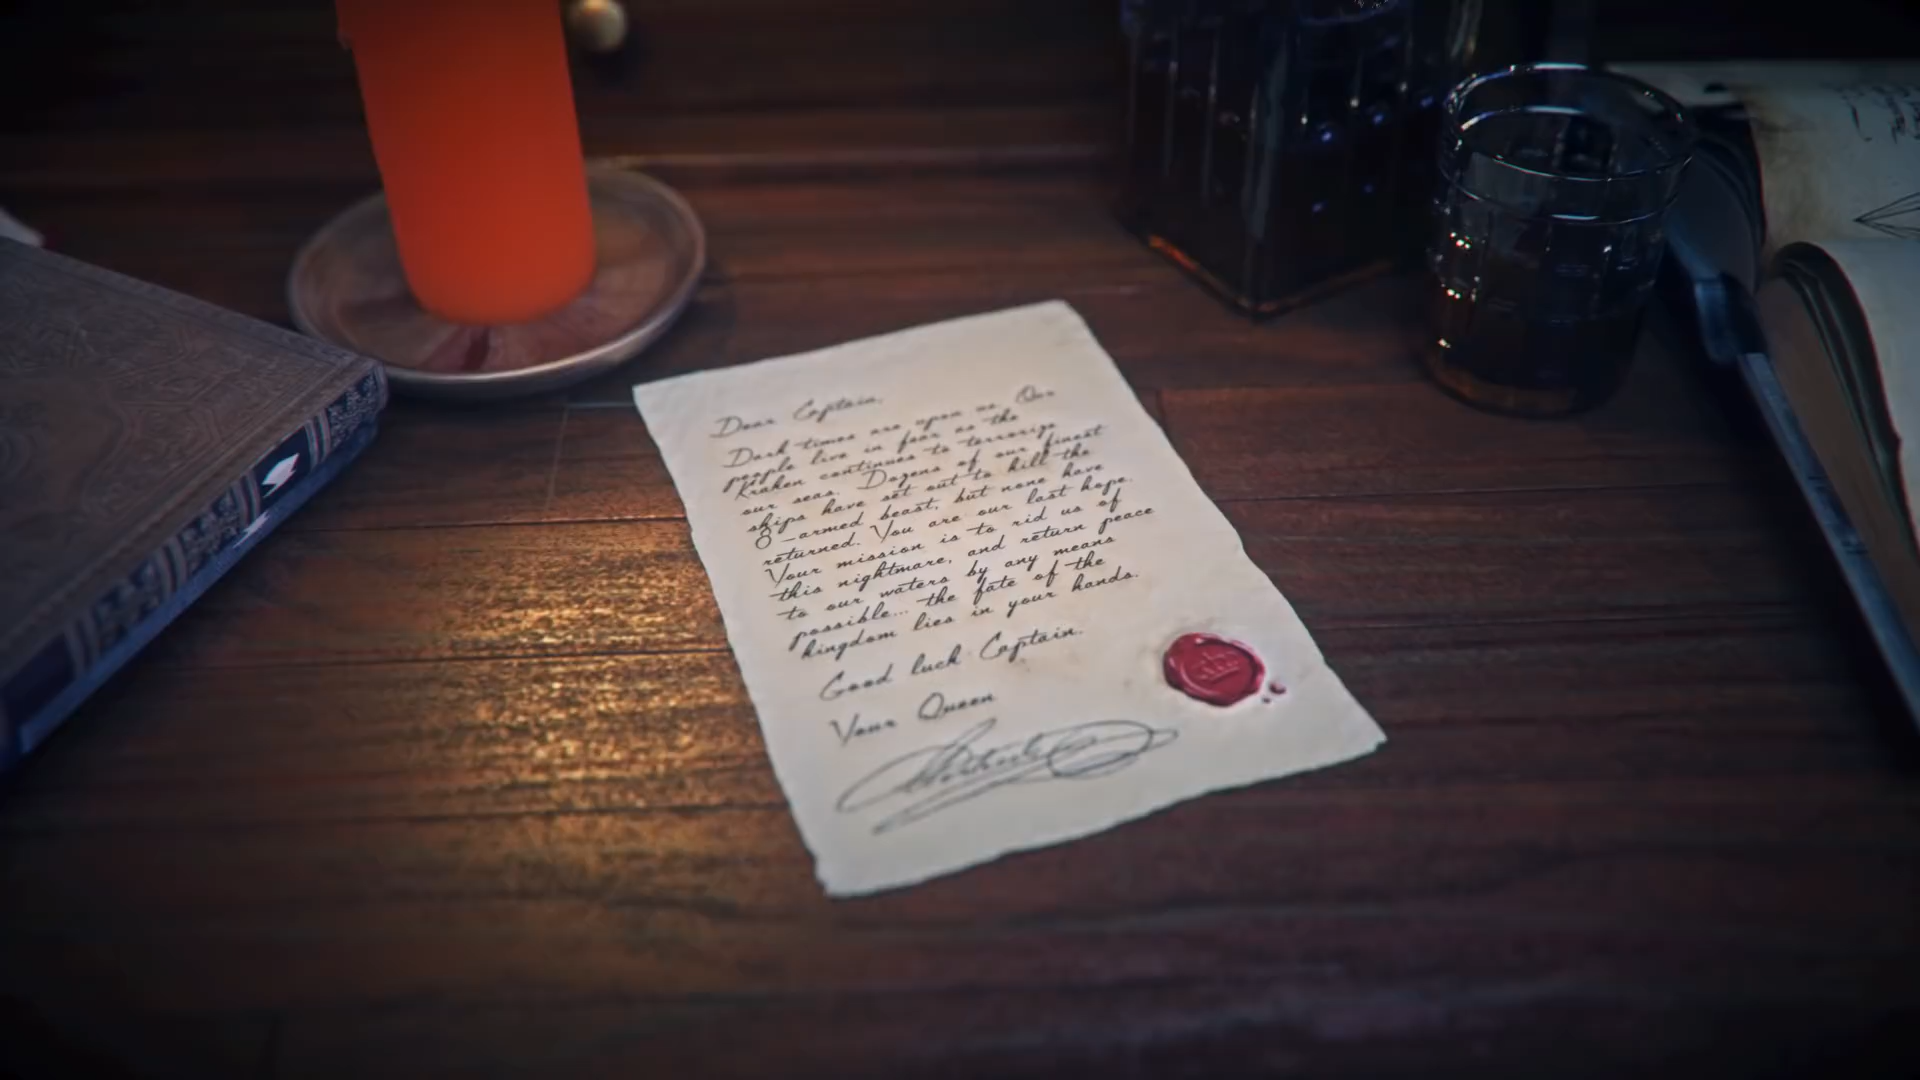 Dear Captain,
Dark times are upon us. Our
people live in fear as the
Kraken continues to terrorize
our seas. Dozens of our finest
ships have set out to kill the
8-armed beast, but none have
returned. You are our last hope.
Your mission is to rid us of
this nightmare, and return peace
to our waters by any means
possible... the fate of the
kingdom lies in your hands.
Good luck Captain.
Your Queen